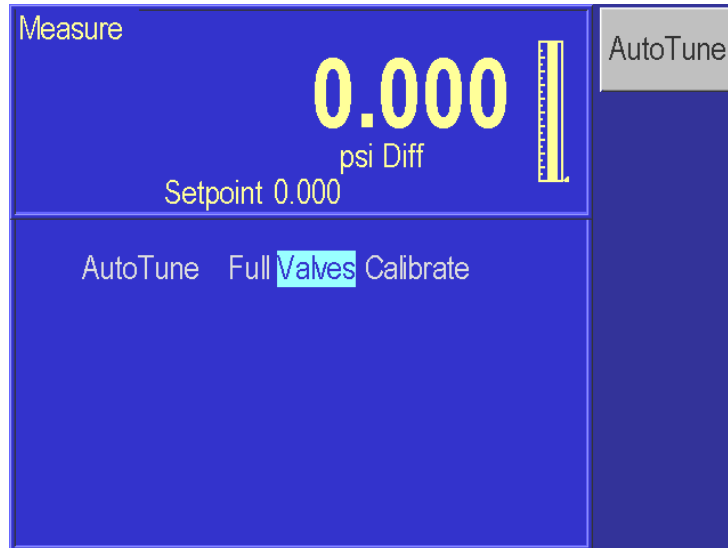 Measure
0.000
psi Diff
Setpoint 0.000
AutoTune
AutoTune Full Valves Calibrate